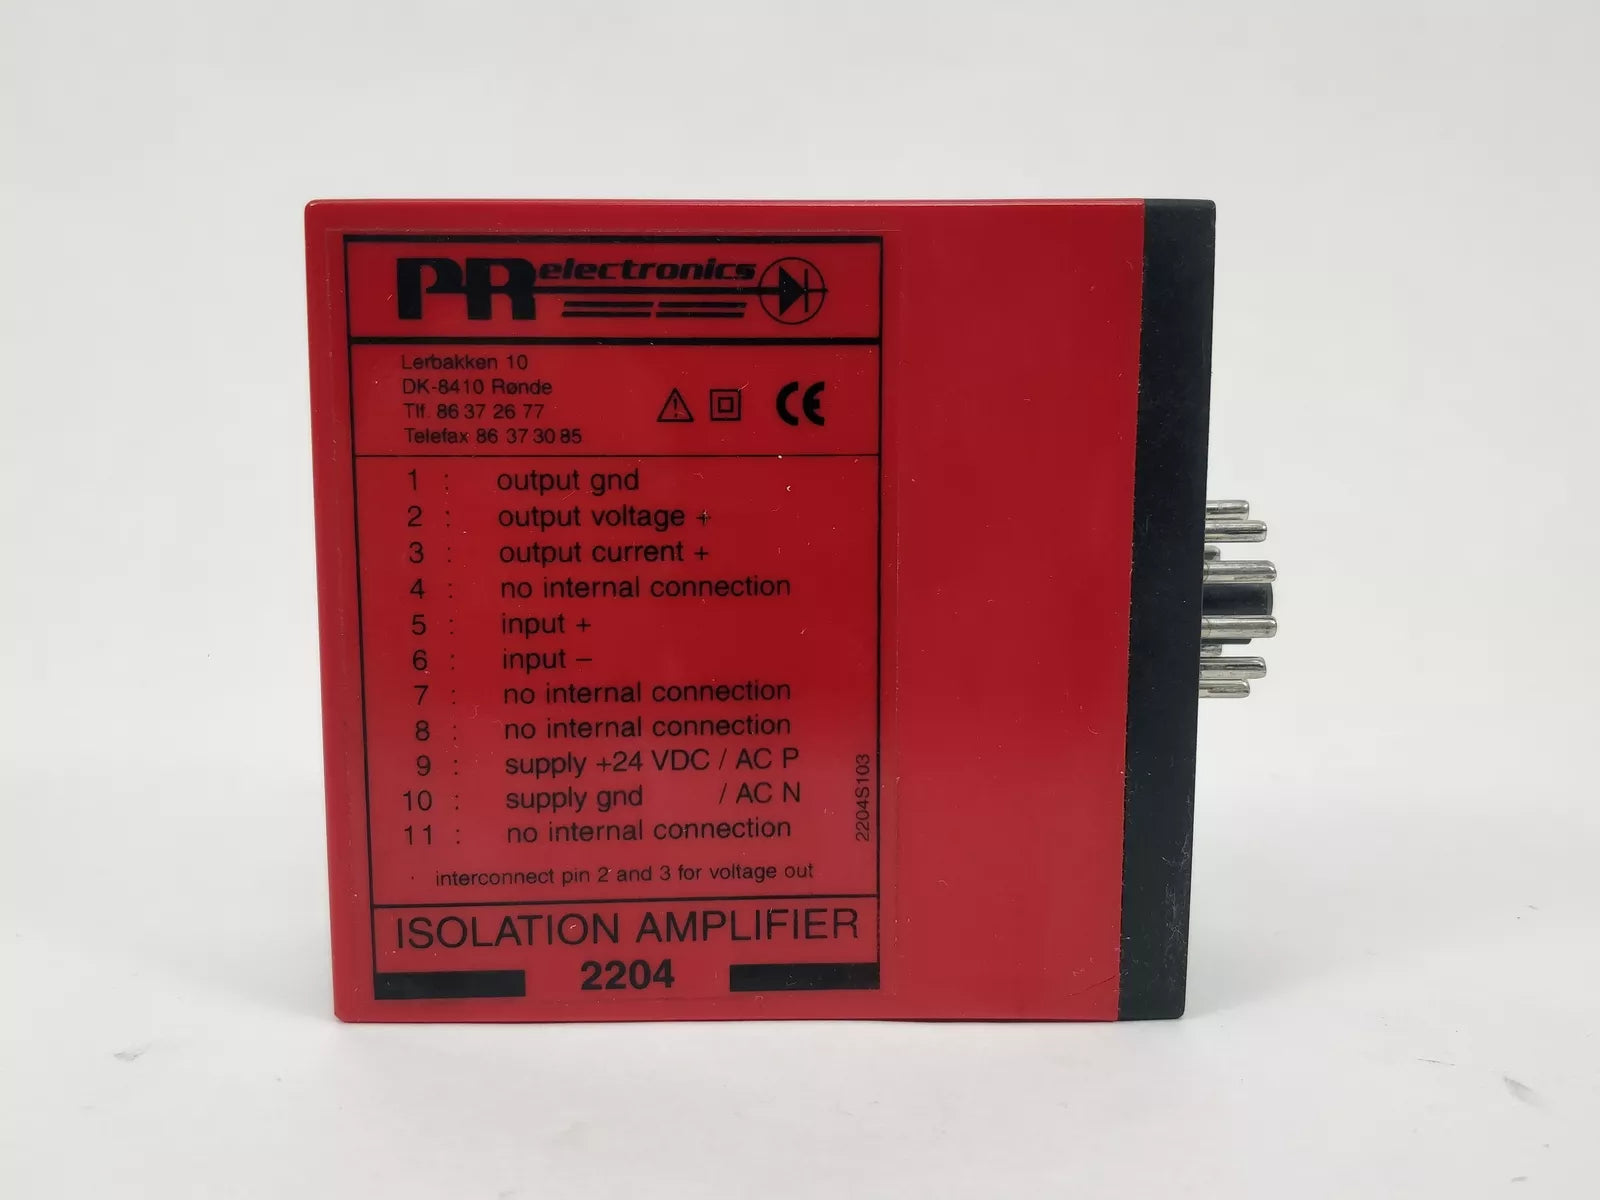 PR electronics
Lerbakken 10
DK-8410 Rønde
Tlf. 86 37 26 77
Telefax 86 37 30 85
CE
1 : output gnd
2 : output voltage +
3 : output current +
4 : no internal connection
5 : input +
6 : input –
7 : no internal connection
8 : no internal connection
9 : supply +24 VDC / AC P
10 : supply gnd / AC N
11 : no internal connection
interconnect pin 2 and 3 for voltage out
2204S103
ISOLATION AMPLIFIER
2204